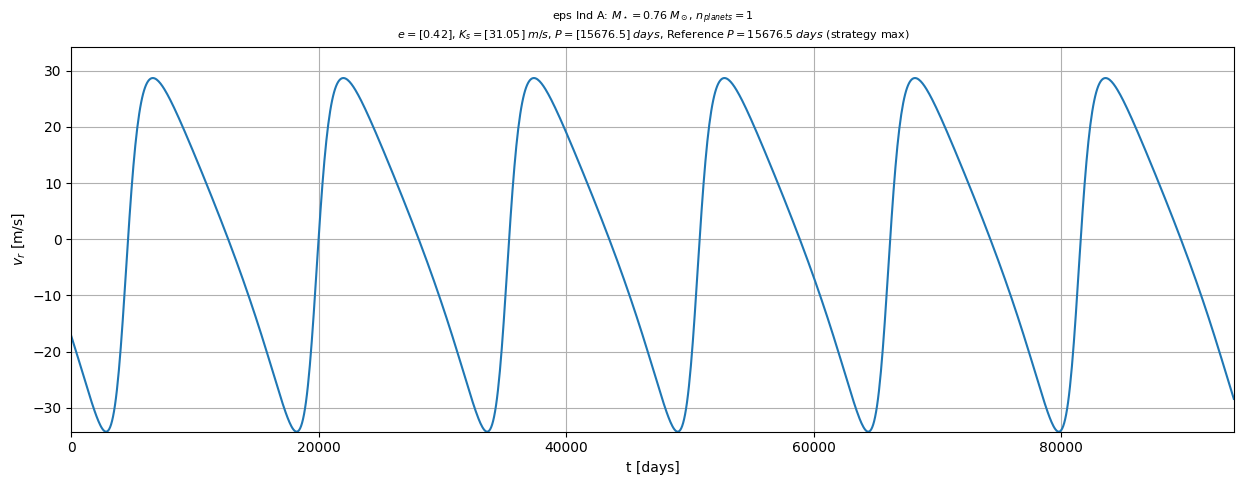 eps Ind A: $M_\star = 0.76\ M_\odot$, $n_{planets} = 1$
$e = [0.42]$, $K_s = [31.05]\ m/s$, $P = [15676.5]\ days$, Reference $P = 15676.5\ days$ (strategy max)
$v_r$ [m/s]
30
20
10
0
−10
−20
−30
0 20000 40000 60000 80000
t [days]